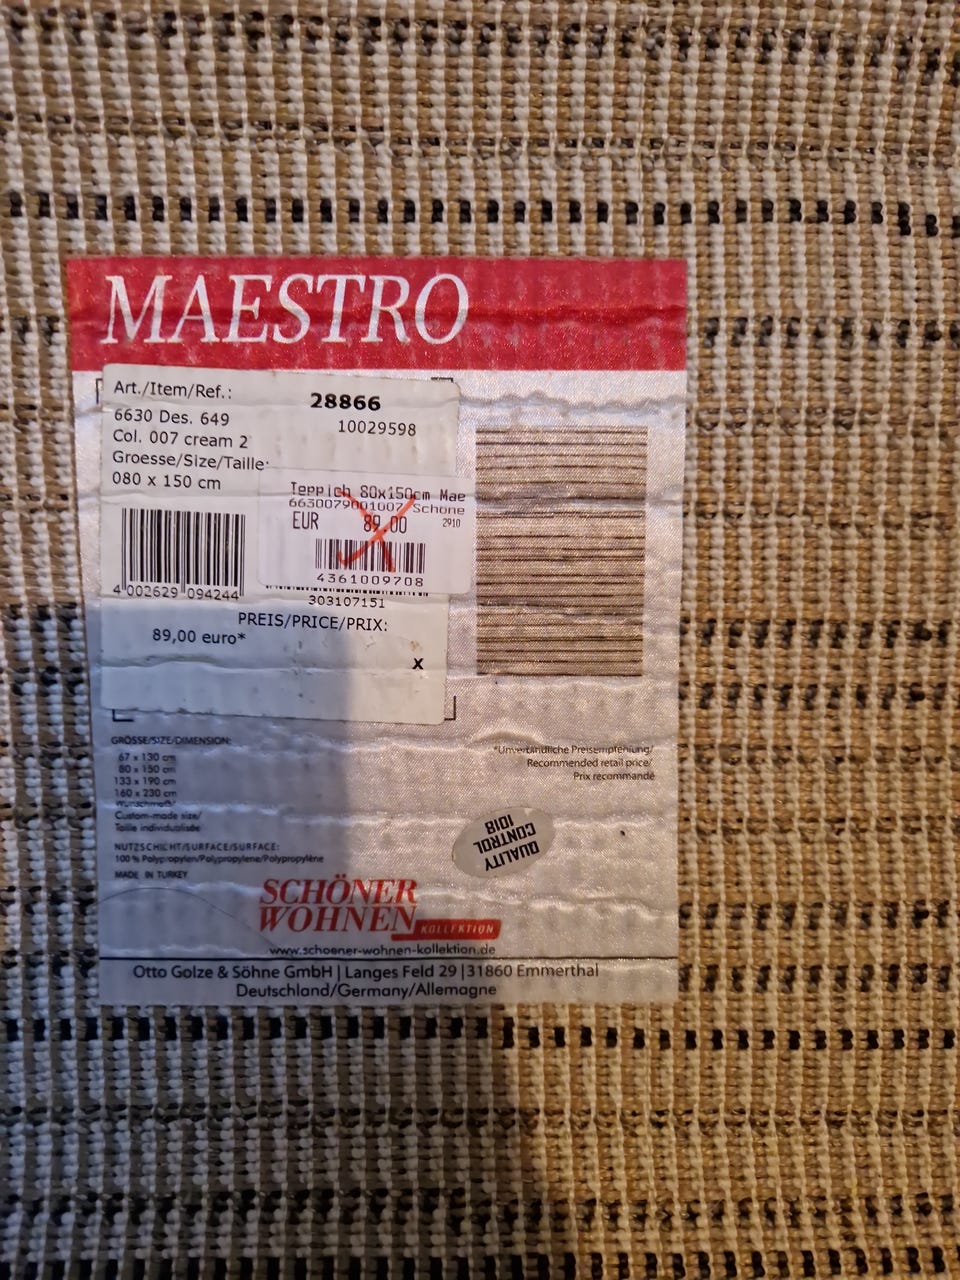 MAESTRO
Art./Item/Ref.:
28866
6630 Des. 649
10029598
Col. 007 cream 2
Groesse/Size/Taille:
080 x 150 cm
Teppich 80x150cm Mae
6630079001007 Schöne
EUR 89.00 2910
4361009708
4 002629 094244
303107151
PREIS/PRICE/PRIX:
89,00 euro*
x
GRÖSSE/SIZE/DIMENSION:
67 x 130 cm
80 x 150 cm
133 x 190 cm
160 x 230 cm
Wunschmaß/
Custom-made size/
Taille individualisée
*Unverbindliche Preisempfehlung/
Recommended retail price/
Prix recommandé
QUALITY
CONTROL
1018
NUTZSCHICHT/SURFACE/SURFACE:
100 % Polypropylen/Polypropylene/Polypropylène
MADE IN TURKEY
SCHÖNER
WOHNEN
KOLLEKTION
www.schoener-wohnen-kollektion.de
Otto Golze & Söhne GmbH | Langes Feld 29 |31860 Emmerthal
Deutschland/Germany/Allemagne